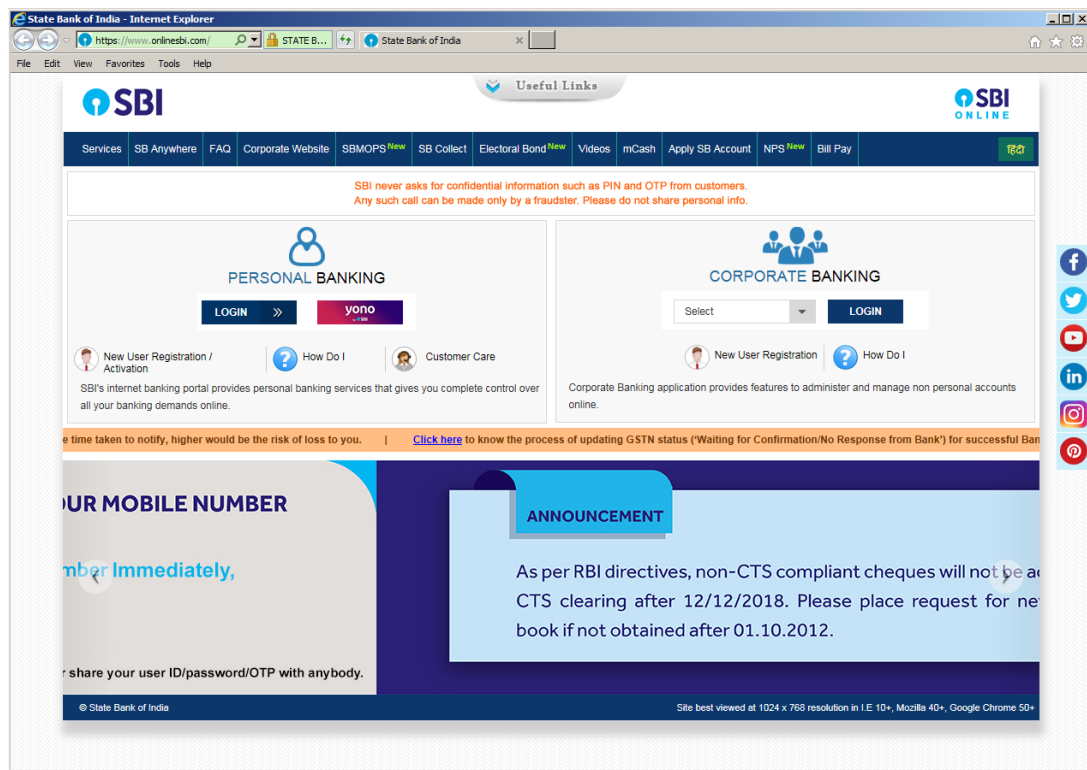 State Bank of India - Internet Explorer
https://www.onlinesbi.com/
STATE B...
State Bank of India
File Edit View Favorites Tools Help
Useful Links
SBI
SBI
ONLINE
Services SB Anywhere FAQ Corporate Website SBMOPS New SB Collect Electoral Bond New Videos mCash Apply SB Account NPS New Bill Pay हिंदी
SBI never asks for confidential information such as PIN and OTP from customers.
Any such call can be made only by a fraudster. Please do not share personal info.
PERSONAL BANKING
LOGIN
yono
SBI
New User Registration /
Activation
How Do I
Customer Care
SBI's internet banking portal provides personal banking services that gives you complete control over
all your banking demands online.
CORPORATE BANKING
Select
LOGIN
New User Registration
How Do I
Corporate Banking application provides features to administer and manage non personal accounts
online.
e time taken to notify, higher would be the risk of loss to you. | Click here to know the process of updating GSTN status ('Waiting for Confirmation/No Response from Bank') for successful Ban
UR MOBILE NUMBER
mber Immediately,
r share your user ID/password/OTP with anybody.
ANNOUNCEMENT
As per RBI directives, non-CTS compliant cheques will not be a
CTS clearing after 12/12/2018. Please place request for ne
book if not obtained after 01.10.2012.
© State Bank of India
Site best viewed at 1024 x 768 resolution in I.E 10+, Mozilla 40+, Google Chrome 50+